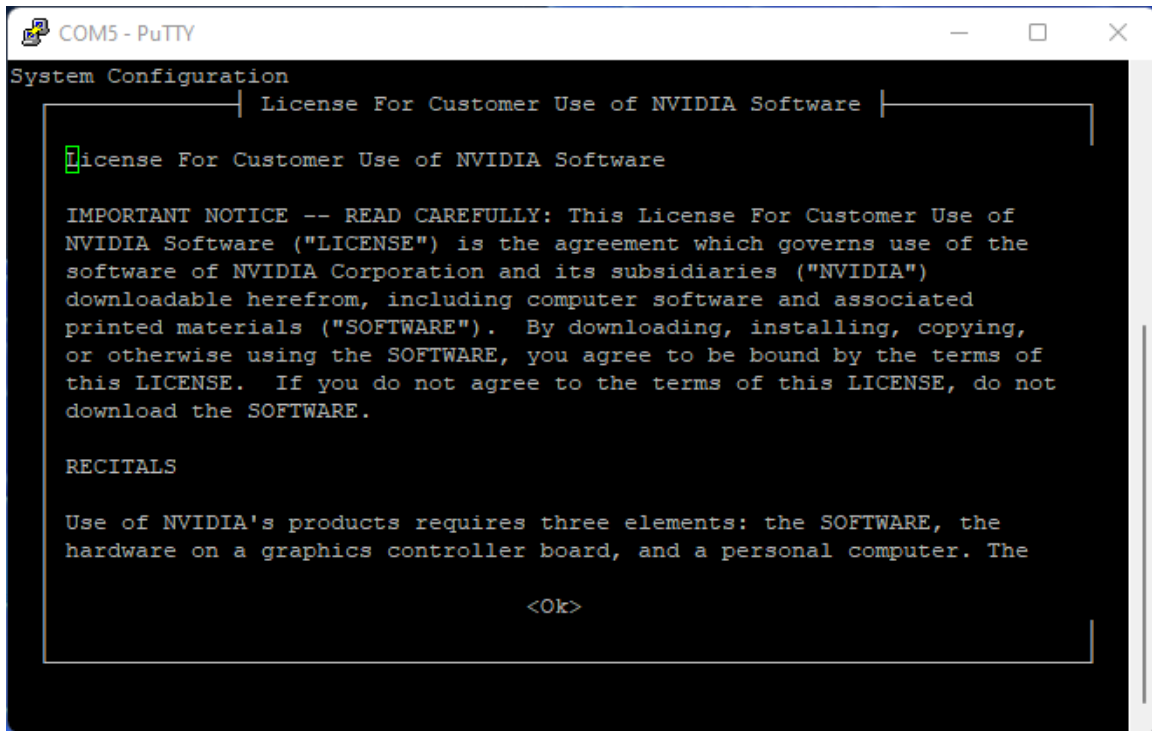 COM5 - PuTTY
System Configuration
License For Customer Use of NVIDIA Software
License For Customer Use of NVIDIA Software
IMPORTANT NOTICE -- READ CAREFULLY: This License For Customer Use of
NVIDIA Software ("LICENSE") is the agreement which governs use of the
software of NVIDIA Corporation and its subsidiaries ("NVIDIA")
downloadable herefrom, including computer software and associated
printed materials ("SOFTWARE").  By downloading, installing, copying,
or otherwise using the SOFTWARE, you agree to be bound by the terms of
this LICENSE.  If you do not agree to the terms of this LICENSE, do not
download the SOFTWARE.
RECITALS
Use of NVIDIA's products requires three elements: the SOFTWARE, the
hardware on a graphics controller board, and a personal computer. The
<Ok>